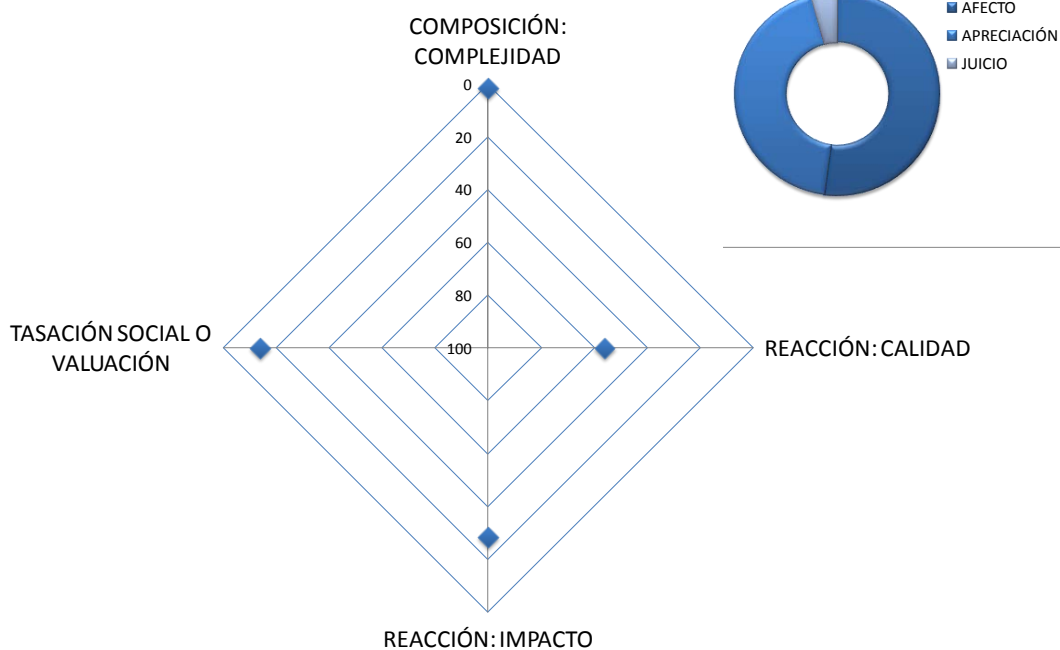 COMPOSICIÓN:
COMPLEJIDAD
0
20
40
60
80
100
TASACIÓN SOCIAL O
VALUACIÓN
REACCIÓN: CALIDAD
REACCIÓN: IMPACTO
AFECTO
APRECIACIÓN
JUICIO